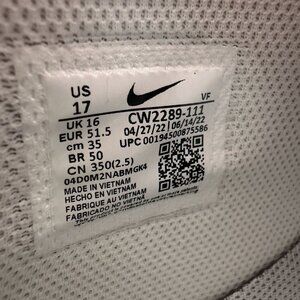 US
17
VF
UK 16
EUR 51.5
cm 35
BR 50
CN 350(2.5)
04D0M2NABMGK4
CW2289-111
04/27/22 06/14/22
UPC 00194500875586
MADE IN VIETNAM
HECHO EN VIETNAM
FABRIQUE AU VIETNAM
FABRICADO NO VIETNÃ